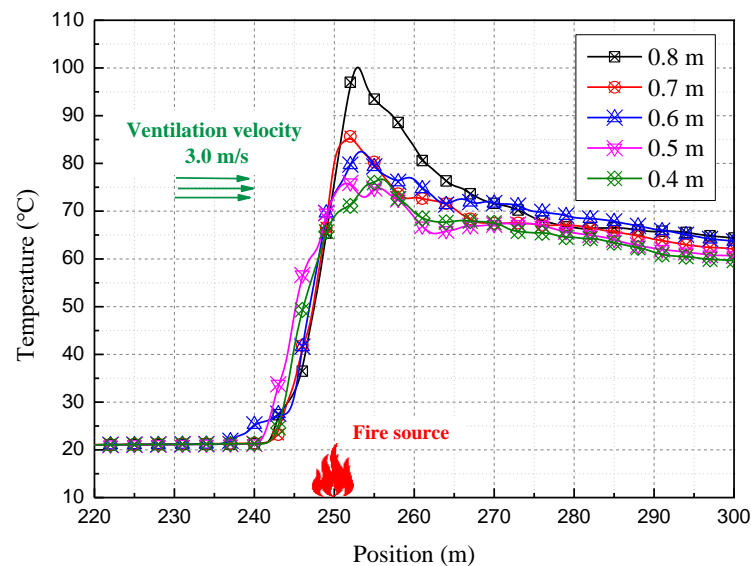 110
100
90
80
70
60
50
40
30
20
10
Temperature (°C)
Ventilation velocity
3.0 m/s
0.8 m
0.7 m
0.6 m
0.5 m
0.4 m
Fire source
220
230
240
250
260
270
280
290
300
Position (m)